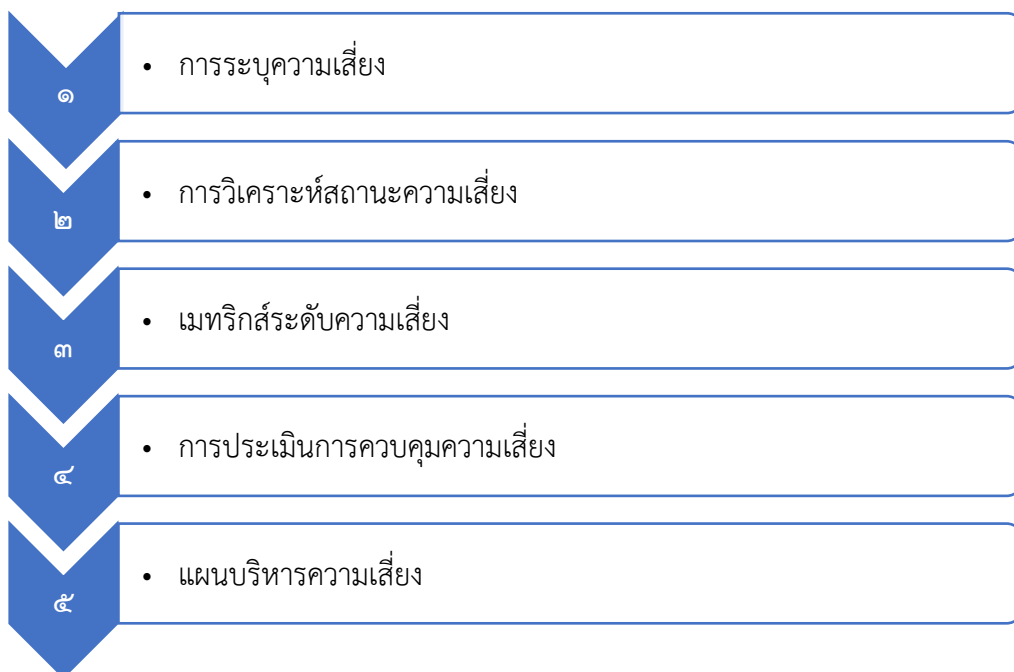 ๑
• การระบุความเสี่ยง
๒
• การวิเคราะห์สถานะความเสี่ยง
๓
• เมทริกส์ระดับความเสี่ยง
๔
• การประเมินการควบคุมความเสี่ยง
๕
• แผนบริหารความเสี่ยง